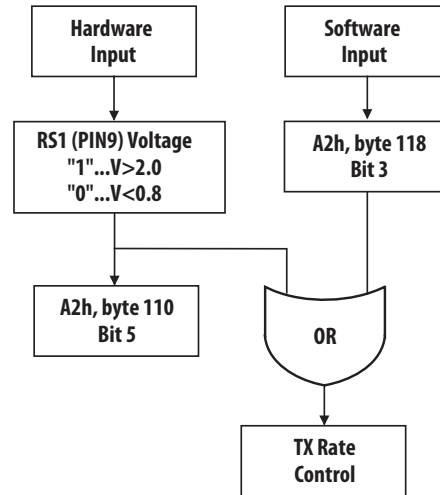 Hardware
Input
Software
Input
RS1 (PIN9) Voltage
"1"...V>2.0
"0"...V<0.8
A2h, byte 118
Bit 3
A2h, byte 110
Bit 5
OR
TX Rate
Control